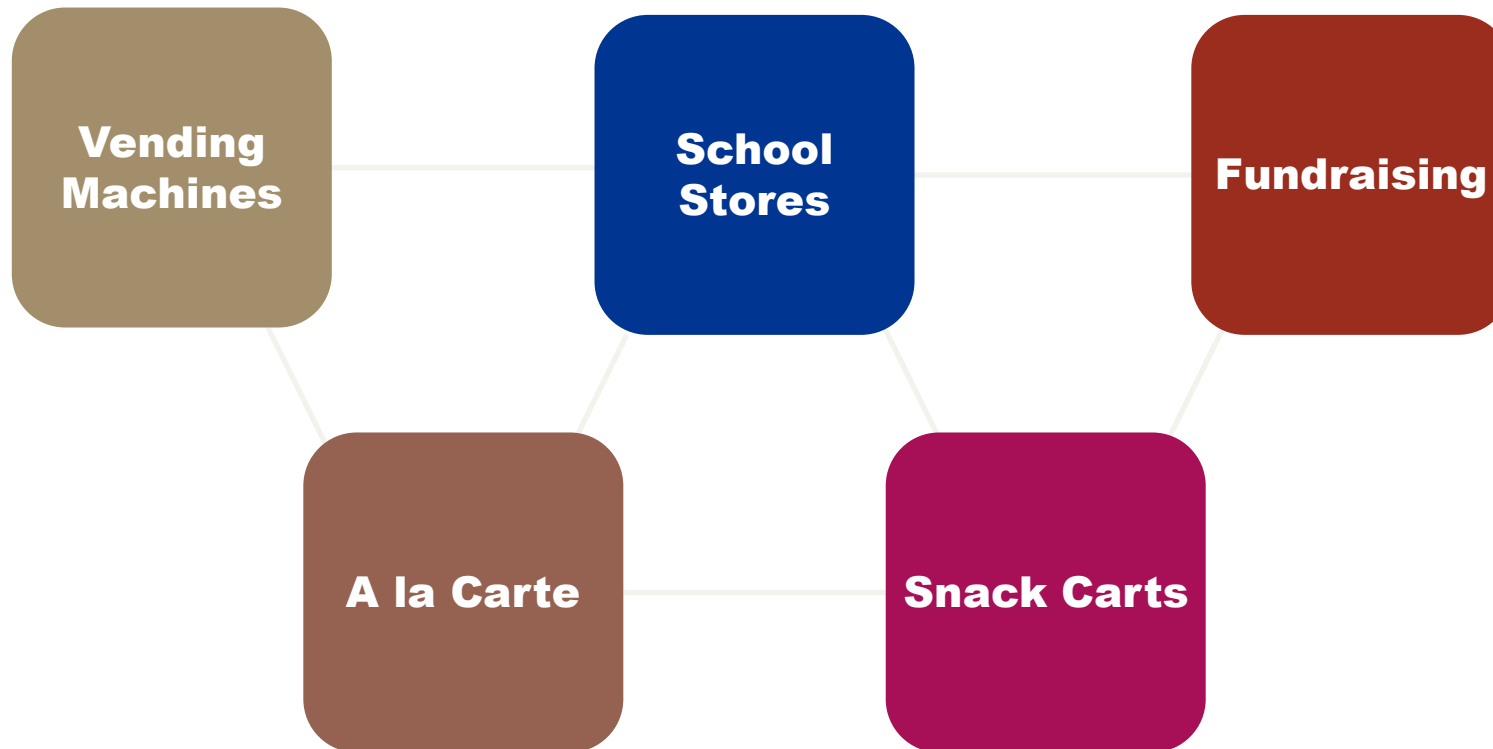 Vending
Machines
School
Stores
Fundraising
A la Carte
Snack Carts